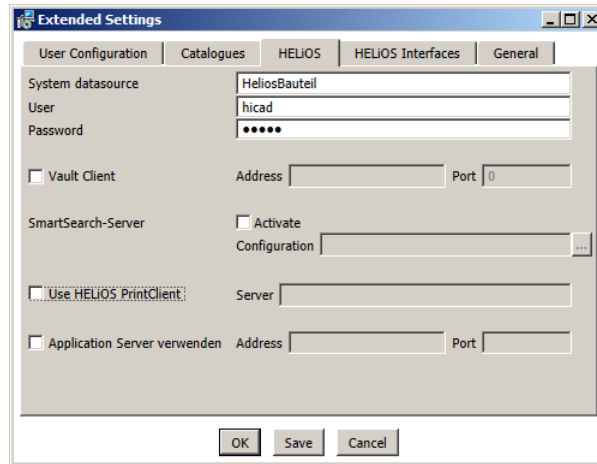 Extended Settings
User Configuration Catalogues HELiOS HELiOS Interfaces General
System datasource HeliosBauteil
User hicad
Password •••••
Vault Client Address Port 0
SmartSearch-Server Activate
Configuration ...
Use HELiOS PrintClient Server
Application Server verwenden Address Port
OK Save Cancel